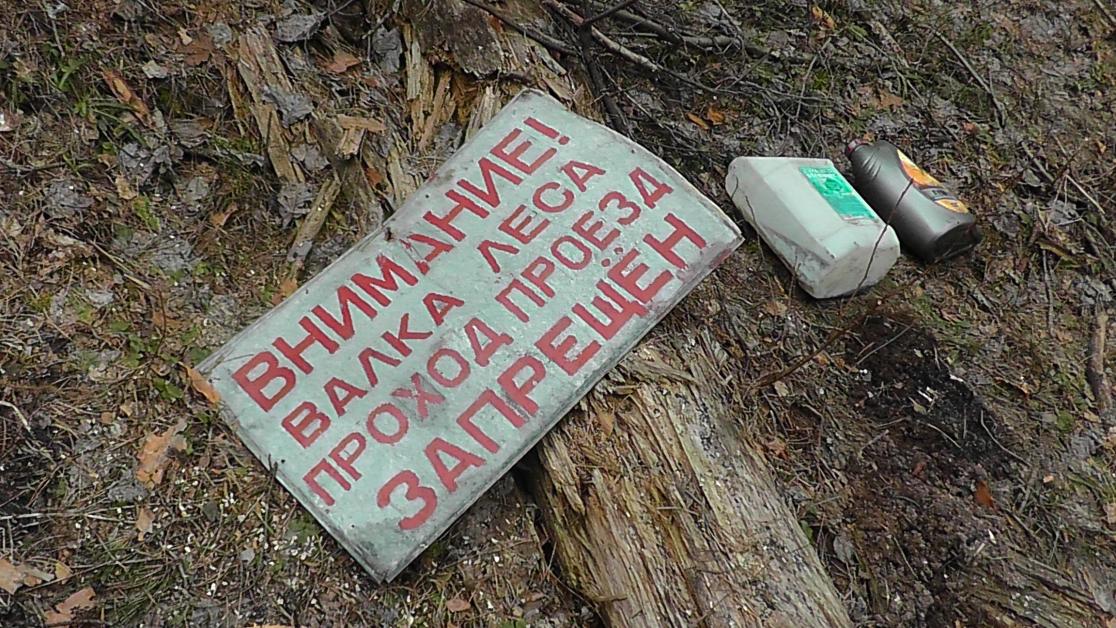 ВНИМАНИЕ!
ВАЛКА ЛЕСА
ПРОХОД ПРОЕЗД
ЗАПРЕЩЁН